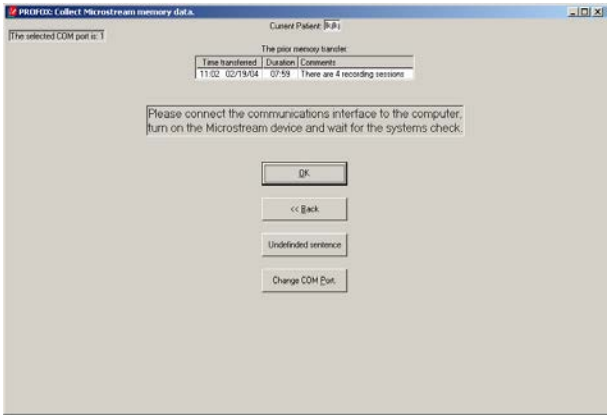 PROFOX: Collect Microstream memory data.
Current Patient:
The selected COM port is: 1
The prior memory transfer:
Time transferred Duration Comments
11:02 02/19/04 07:59 There are 4 recording sessions
Please connect the communications interface to the computer,
turn on the Microstream device and wait for the systems check.
OK
<< Back
Undefinded sentence
Change COM Port.